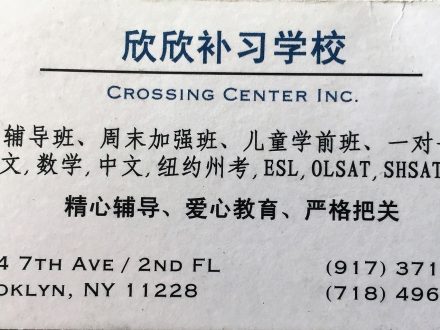 欣欣补习学校
CROSSING CENTER INC.
辅导班、周末加强班、儿童学前班、一对
文,数学,中文,纽约州考,ESL,OLSAT,SHSAT
精心辅导、爱心教育、严格把关
4 7TH AVE / 2ND FL (917) 371
OKLYN, NY 11228 (718) 496